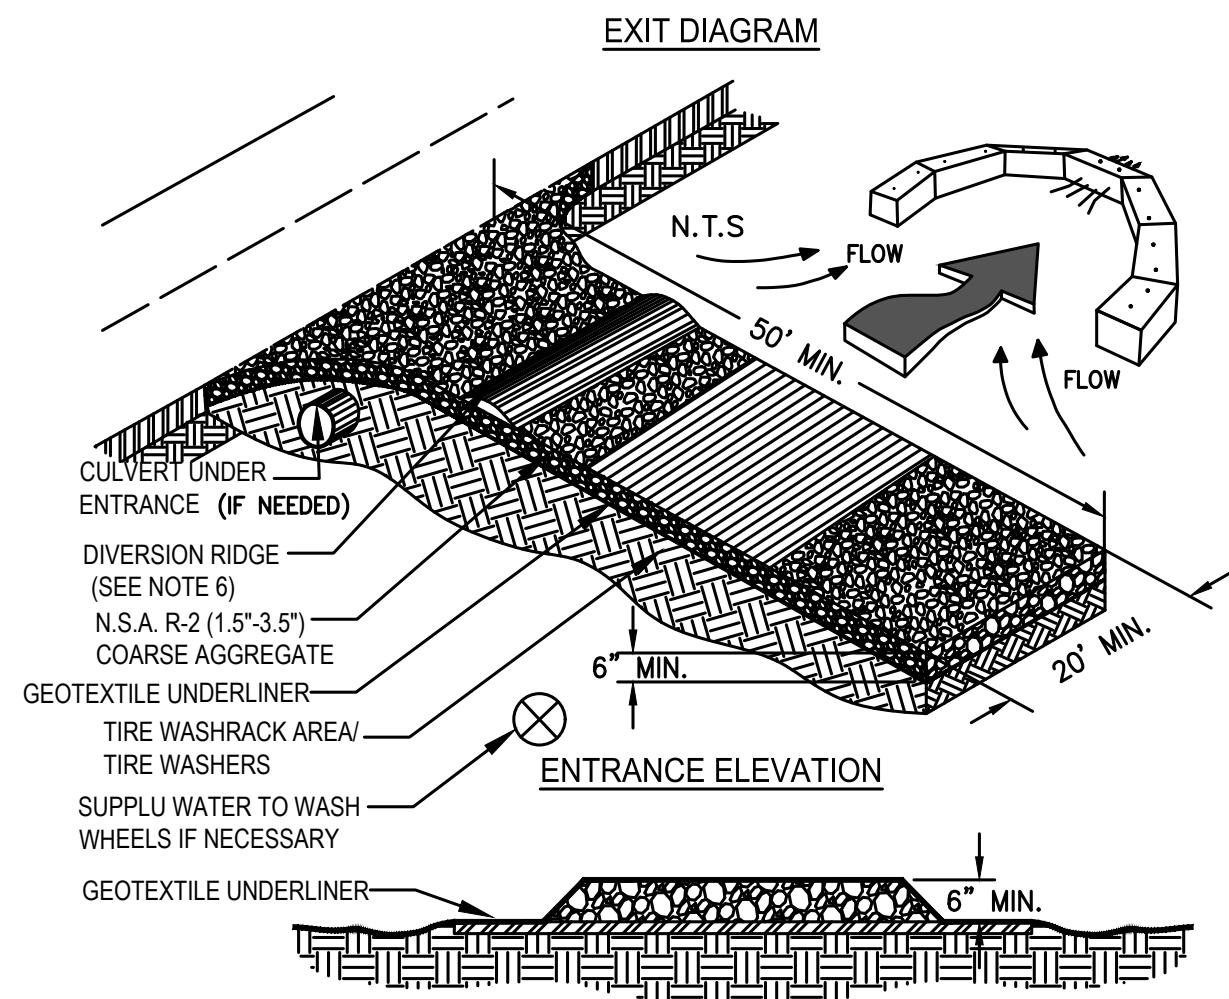 EXIT DIAGRAM
N.T.S
FLOW
50' MIN.
FLOW
CULVERT UNDER
ENTRANCE (IF NEEDED)
DIVERSION RIDGE
(SEE NOTE 6)
N.S.A. R-2 (1.5"-3.5")
COARSE AGGREGATE
6" MIN.
20' MIN.
GEOTEXTILE UNDERLINER
TIRE WASHRACK AREA/
TIRE WASHERS
ENTRANCE ELEVATION
SUPPLU WATER TO WASH
WHEELS IF NECESSARY
GEOTEXTILE UNDERLINER
6" MIN.